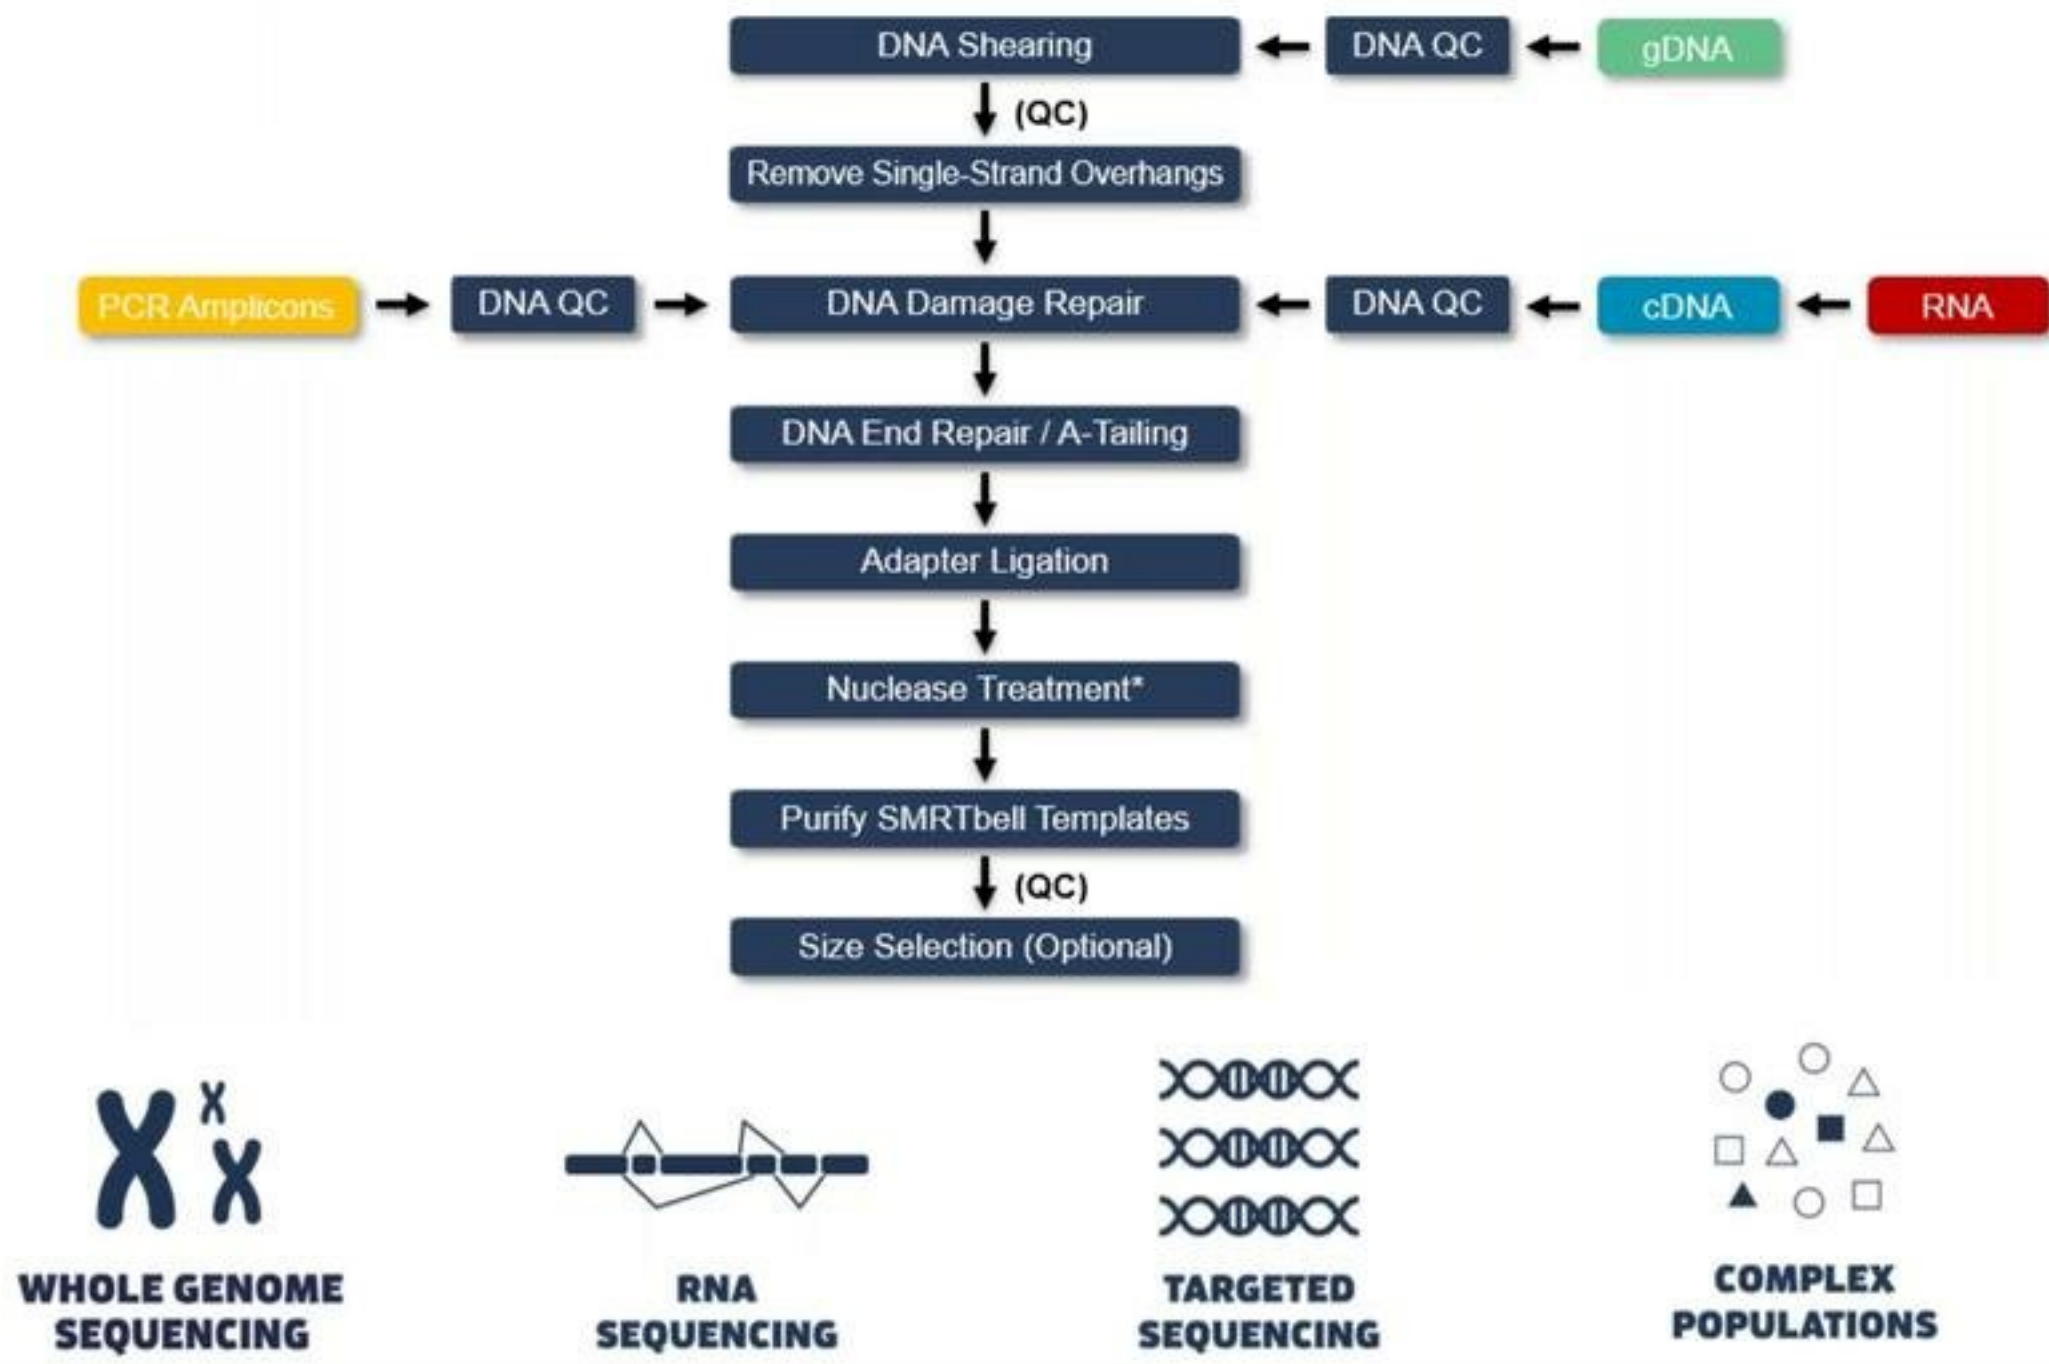 DNA Shearing
DNA QC
gDNA
(QC)
Remove Single-Strand Overhangs
PCR Amplicons
DNA QC
DNA Damage Repair
DNA QC
cDNA
RNA
DNA End Repair / A-Tailing
Adapter Ligation
Nuclease Treatment*
Purify SMRTbell Templates
(QC)
Size Selection (Optional)
WHOLE GENOME
SEQUENCING
RNA
SEQUENCING
TARGETED
SEQUENCING
COMPLEX
POPULATIONS